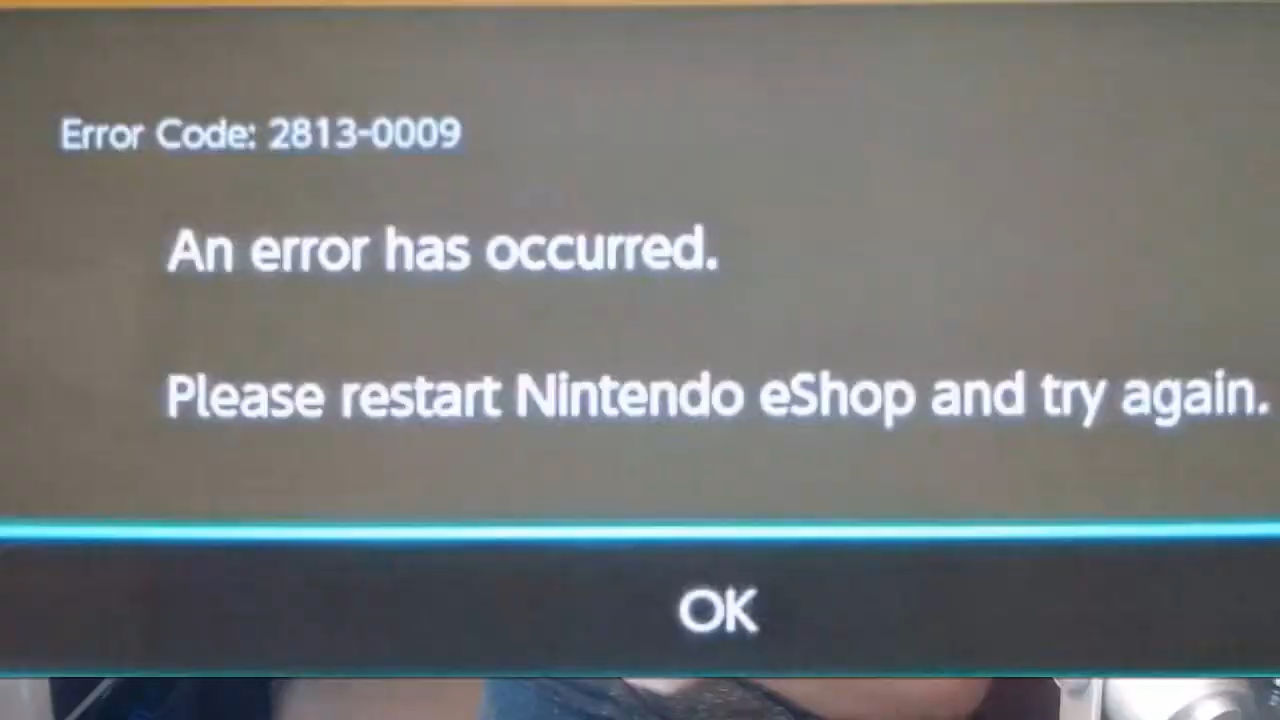 Error Code: 2813-0009
An error has occurred.
Please restart Nintendo eShop and try again.
OK